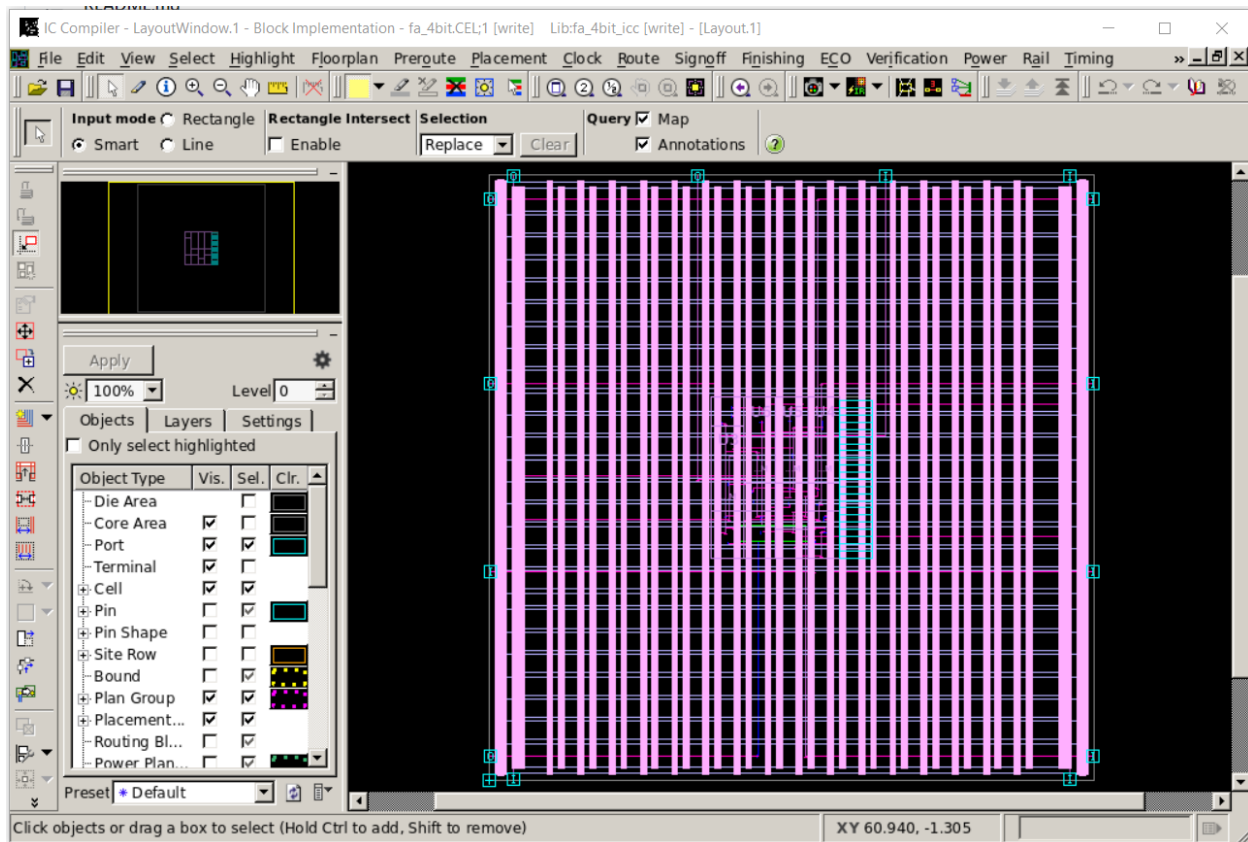 README.md
IC Compiler - LayoutWindow.1 - Block Implementation - fa_4bit.CEL;1 [write] Lib:fa_4bit_icc [write] - [Layout.1]
File Edit View Select Highlight Floorplan Preroute Placement Clock Route Signoff Finishing ECO Verification Power Rail Timing »
Input mode Rectangle Rectangle Intersect Selection Query Map
Smart Line Enable Replace Clear Annotations
Apply
100% Level 0
Objects Layers Settings
Only select highlighted
Object Type Vis. Sel. Clr.
Die Area
Core Area
Port
Terminal
Cell
Pin
Pin Shape
Site Row
Bound
Plan Group
Placement...
Routing Bl...
Power Plan...
Preset * Default
Click objects or drag a box to select (Hold Ctrl to add, Shift to remove) XY 60.940, -1.305